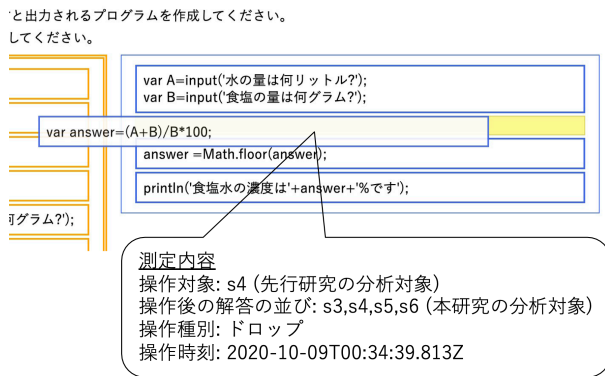 と出力されるプログラムを作成してください。
してください。
var A=input('水の量は何リットル?');
var B=input('食塩の量は何グラム?');
var answer=(A+B)/B*100;
answer =Math.floor(answer);
println('食塩水の濃度は'+answer+'%です');
何グラム?');
測定内容
操作対象: s4 (先行研究の分析対象)
操作後の解答の並び: s3,s4,s5,s6 (本研究の分析対象)
操作種別: ドロップ
操作時刻: 2020-10-09T00:34:39.813Z